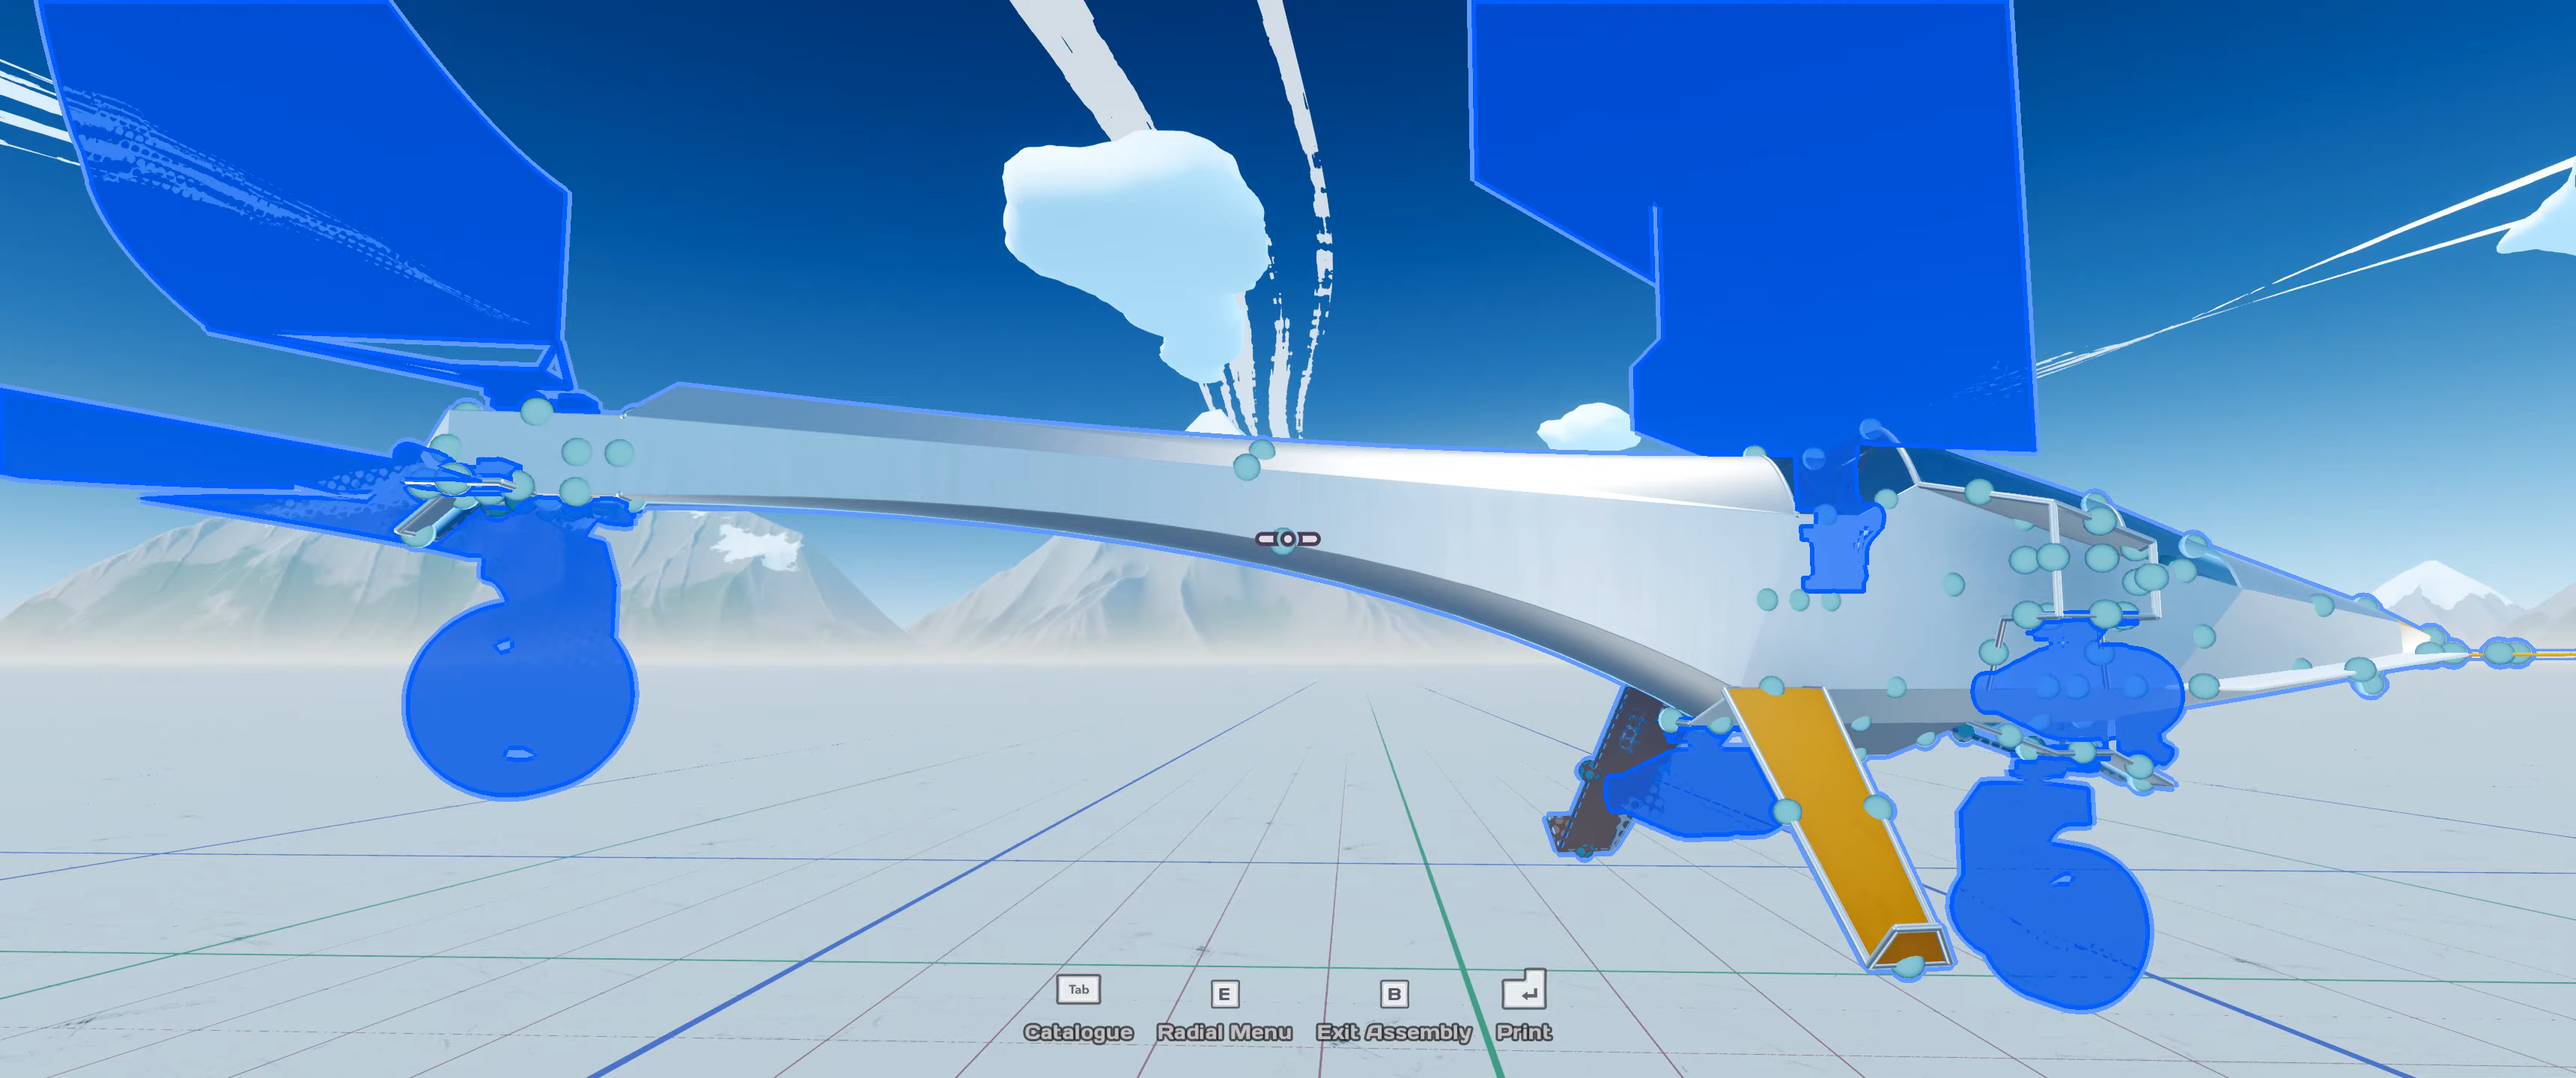 Tab
E
B
Catalogue
Radial Menu
Exit Assembly
Print